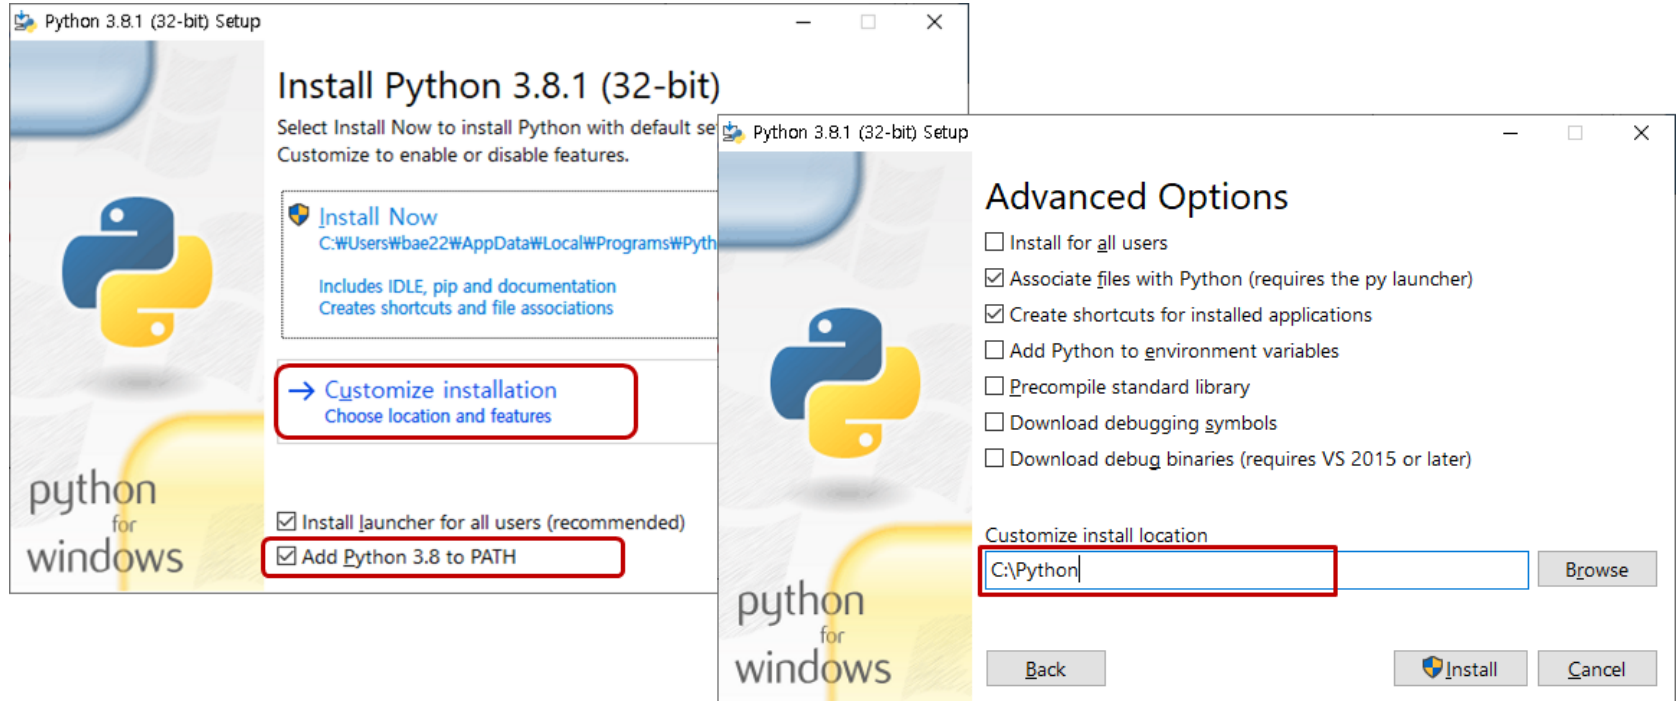 Python 3.8.1 (32-bit) Setup
Install Python 3.8.1 (32-bit)
Select Install Now to install Python with default se
Customize to enable or disable features.
Install Now
C:₩Users₩bae22₩AppData₩Local₩Programs₩Pyth
Includes IDLE, pip and documentation
Creates shortcuts and file associations
→ Customize installation
Choose location and features
Install launcher for all users (recommended)
Add Python 3.8 to PATH
python
for
windows
Python 3.8.1 (32-bit) Setup
Advanced Options
Install for all users
Associate files with Python (requires the py launcher)
Create shortcuts for installed applications
Add Python to environment variables
Precompile standard library
Download debugging symbols
Download debug binaries (requires VS 2015 or later)
Customize install location
C:\Python
Browse
python
for
windows
Back
Install
Cancel